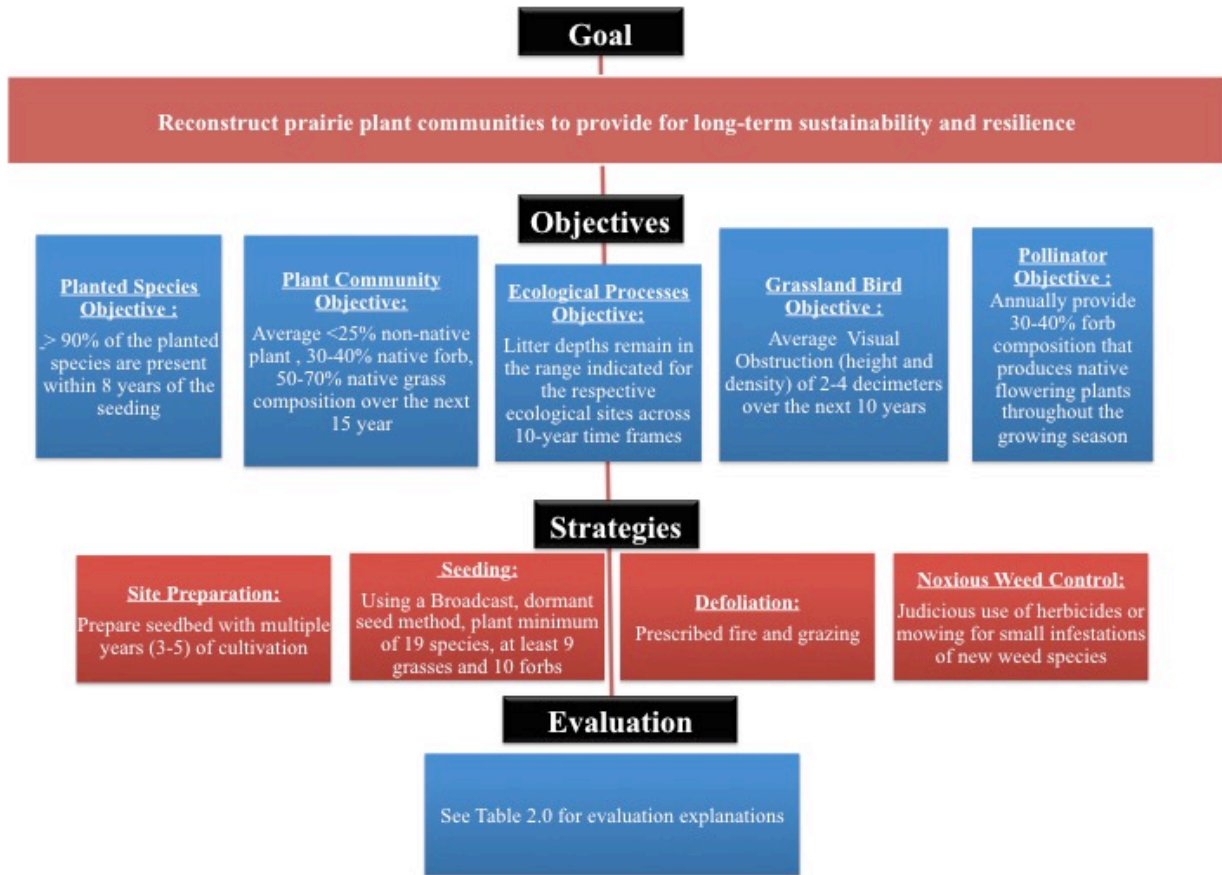 Goal
Reconstruct prairie plant communities to provide for long-term sustainability and resilience
Objectives
Planted Species
Objective :
> 90% of the planted
species are present
within 8 years of the
seeding
Plant Community
Objective:
Average <25% non-native
plant , 30-40% native forb,
50-70% native grass
composition over the next
15 year
Ecological Processes
Objective:
Litter depths remain in
the range indicated for
the respective
ecological sites across
10-year time frames
Grassland Bird
Objective :
Average Visual
Obstruction (height and
density) of 2-4 decimeters
over the next 10 years
Pollinator
Objective :
Annually provide
30-40% forb
composition that
produces native
flowering plants
throughout the
growing season
Strategies
Site Preparation:
Prepare seedbed with multiple
years (3-5) of cultivation
Seeding:
Using a Broadcast, dormant
seed method, plant minimum
of 19 species, at least 9
grasses and 10 forbs
Defoliation:
Prescribed fire and grazing
Noxious Weed Control:
Judicious use of herbicides or
mowing for small infestations
of new weed species
Evaluation
See Table 2.0 for evaluation explanations